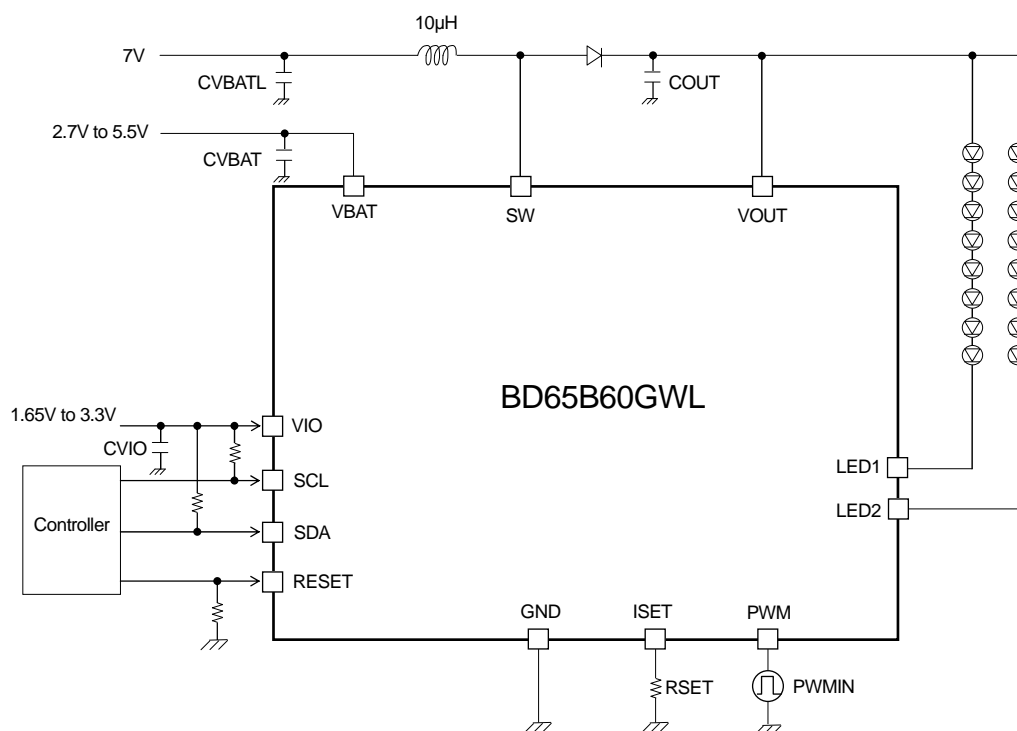 10µH
7V
CVBATL
COUT
2.7V to 5.5V
CVBAT
VBAT
SW
VOUT
BD65B60GWL
1.65V to 3.3V
VIO
CVIO
LED1
SCL
LED2
Controller
SDA
RESET
GND
ISET
PWM
RSET
PWMIN